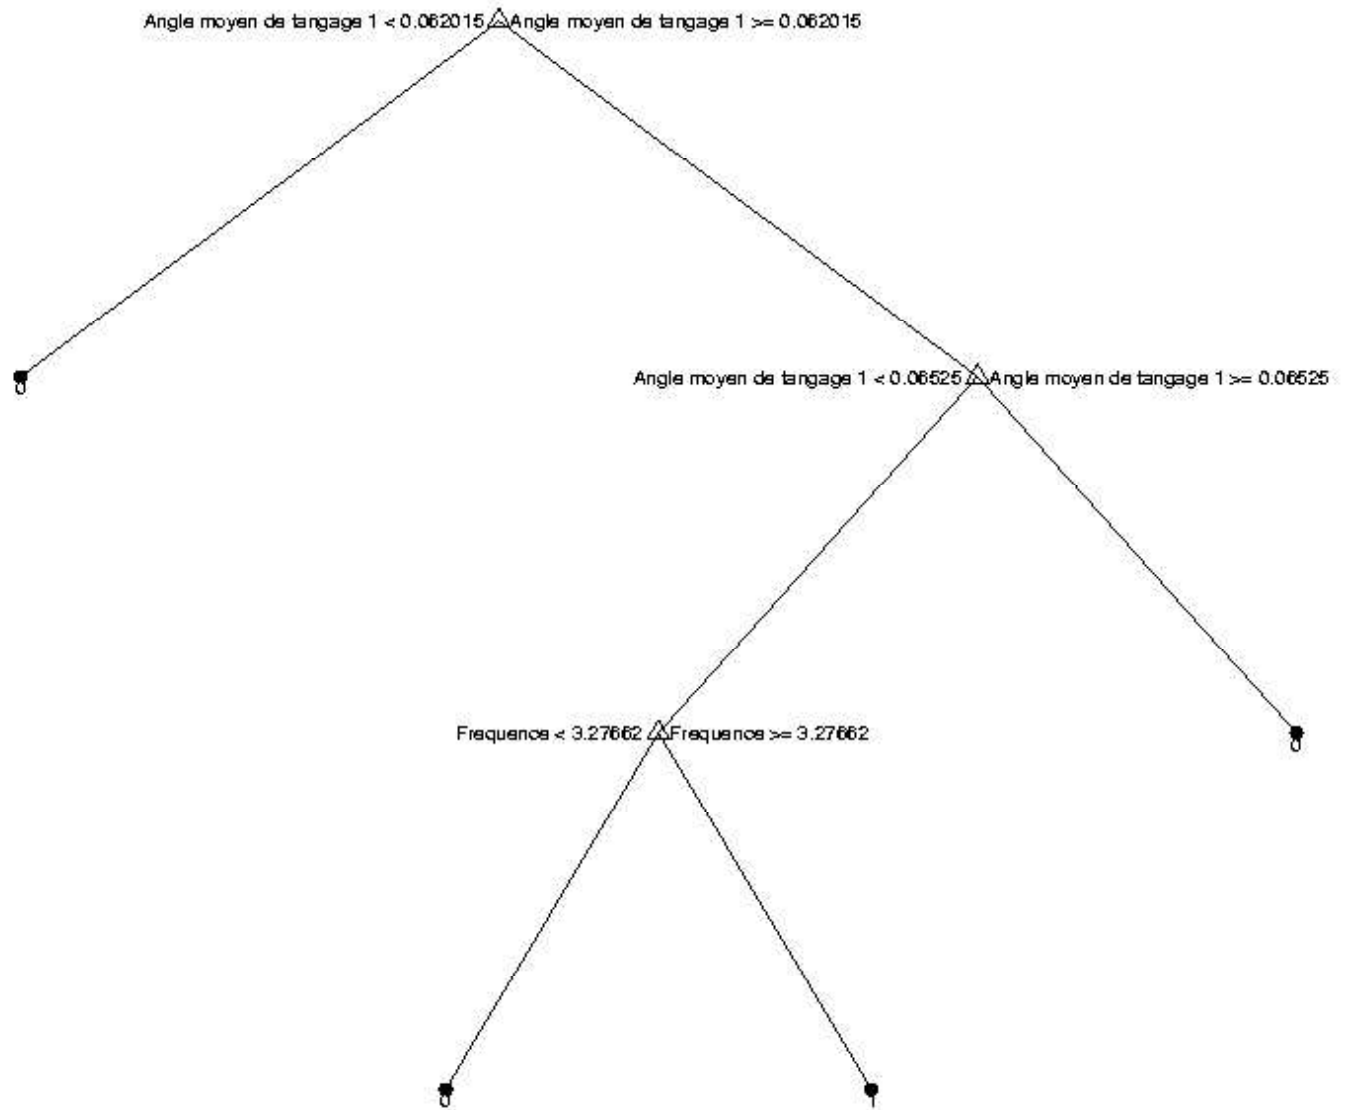 Angle moyen de tangage 1 < 0.062015 Angle moyen de tangage 1 >= 0.062015
0
Angle moyen de tangage 1 < 0.06525 Angle moyen de tangage 1 >= 0.06525
Frequence < 3.27662 Frequence >= 3.27662
0
0
1